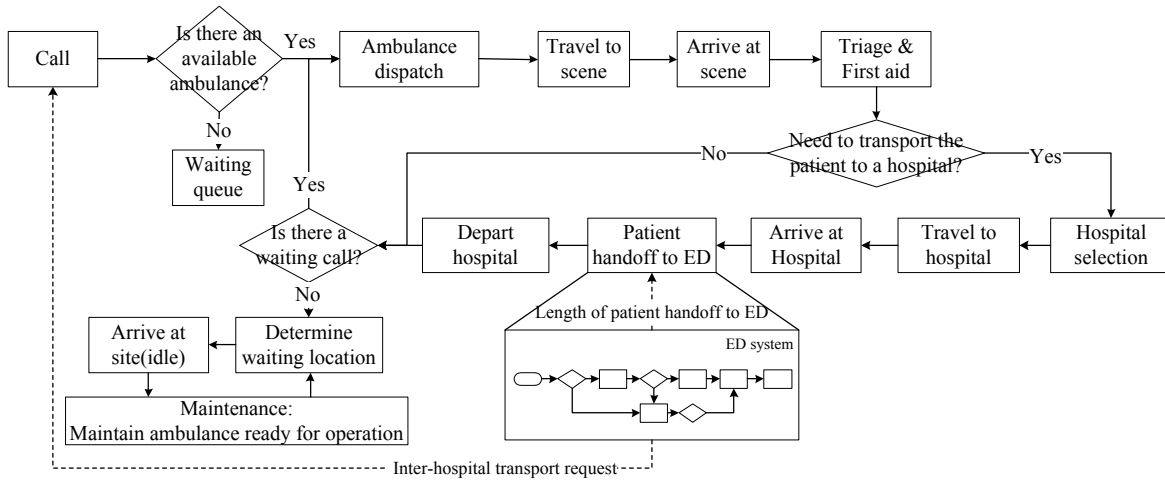 Call
Is there an
available
ambulance?
Yes
No
Waiting
queue
Ambulance
dispatch
Travel to
scene
Arrive at
scene
Triage &
First aid
Need to transport the
patient to a hospital?
No
Yes
Yes
Is there a
waiting call?
No
Depart
hospital
Patient
handoff to ED
Arrive at
Hospital
Travel to
hospital
Hospital
selection
Length of patient handoff to ED
ED system
Arrive at
site(idle)
Determine
waiting location
Maintenance:
Maintain ambulance ready for operation
Inter-hospital transport request